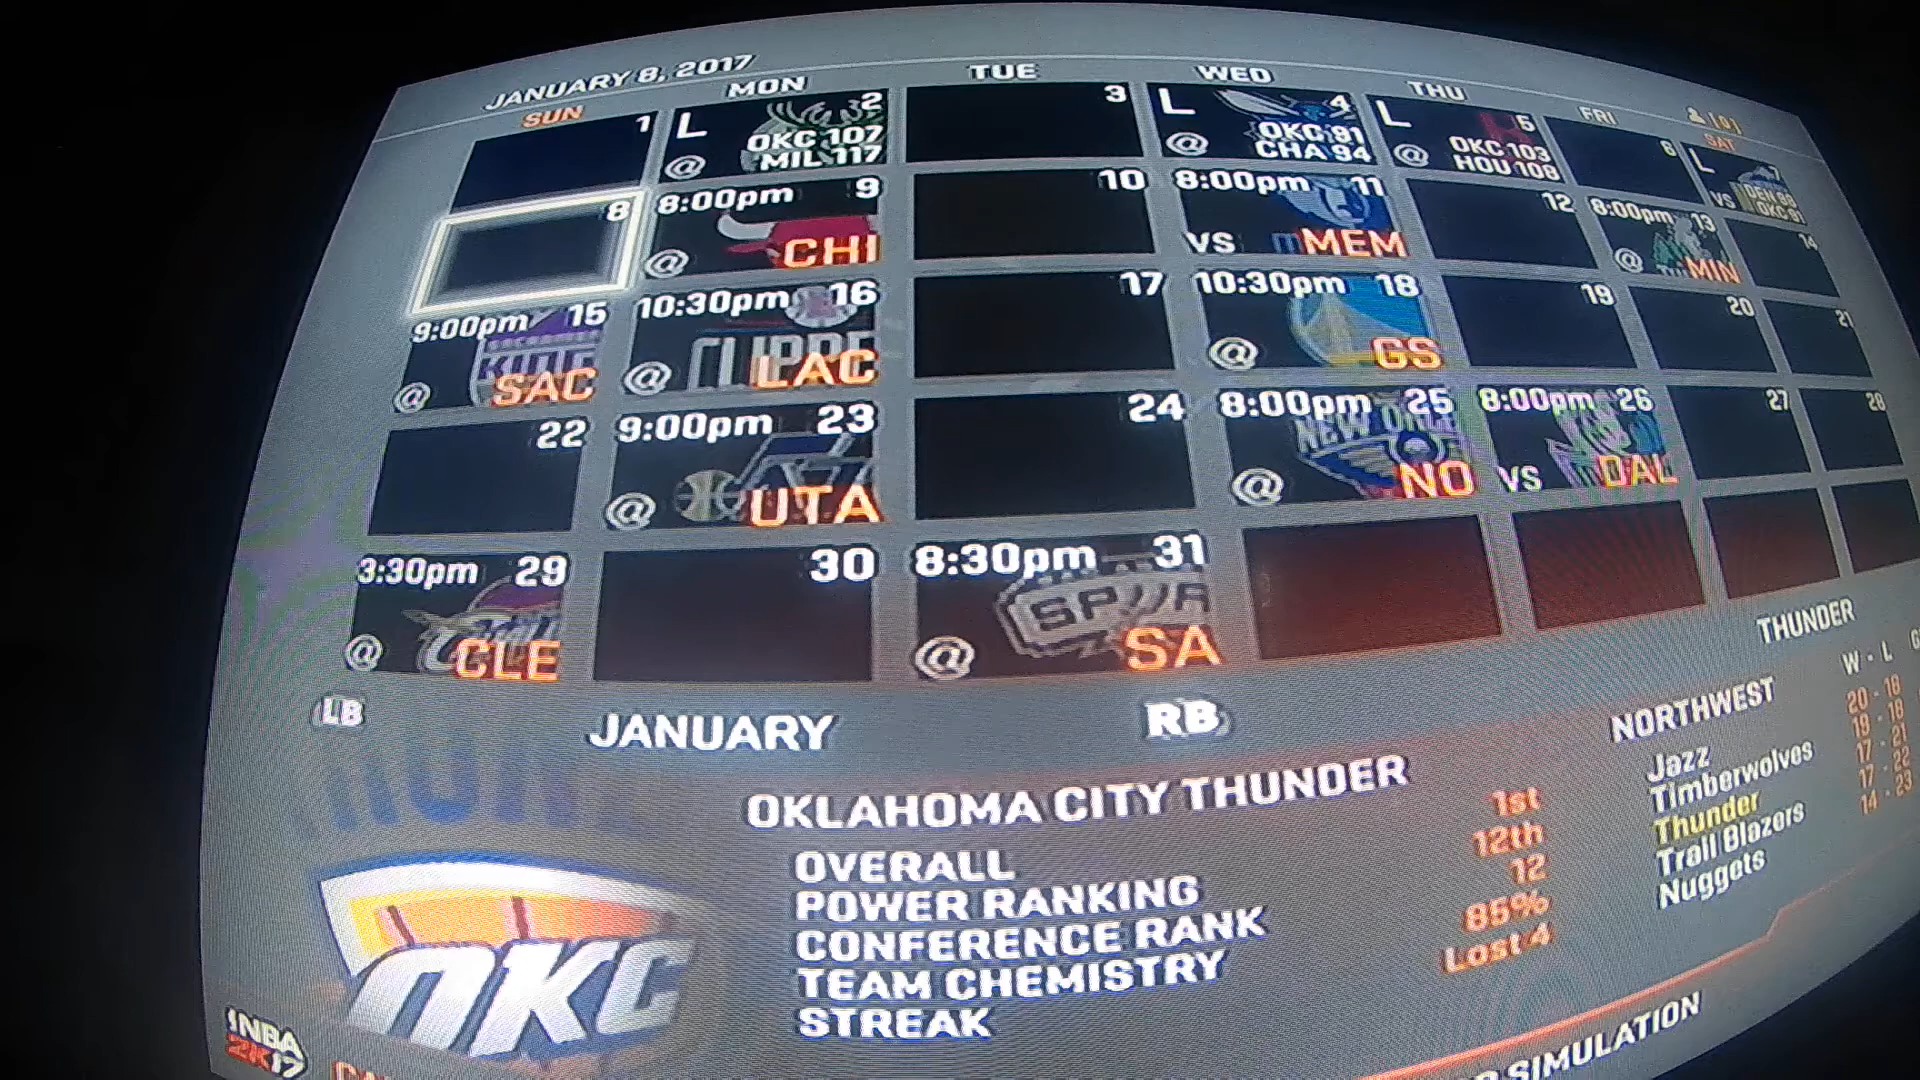 JANUARY 8, 2017
SUN MON TUE WED THU FRI SAT
1
2 L @ OKC 107 MIL 117
3
4 L @ OKC 91 CHA 94
5 L @ OKC 103 HOU 108
6
7 L VS OKC 91
8
8:00pm 9 @ CHI
10
8:00pm 11 VS MEM
12
8:00pm 13 @ MIN
14
9:00pm 15 @ SAC
10:30pm 16 @ LAC
17
10:30pm 18 @ GS
19
20
21
22
9:00pm 23 @ UTA
24
8:00pm 25 NEW ORLE @ NO
8:00pm 26 VS DAL
27
28
3:30pm 29 @ CLE
30
8:30pm 31 SPUR @ SA
LB JANUARY RB
OKLAHOMA CITY THUNDER
OVERALL 1st
POWER RANKING 12th
CONFERENCE RANK 12
TEAM CHEMISTRY 85%
STREAK Lost 4
THUNDER
NORTHWEST W - L
Jazz 20 - 18
Timberwolves 19 - 18
Thunder 17 - 21
Trail Blazers 17 - 22
Nuggets 14 - 23
OKC
NBA
2K17
SIMULATION